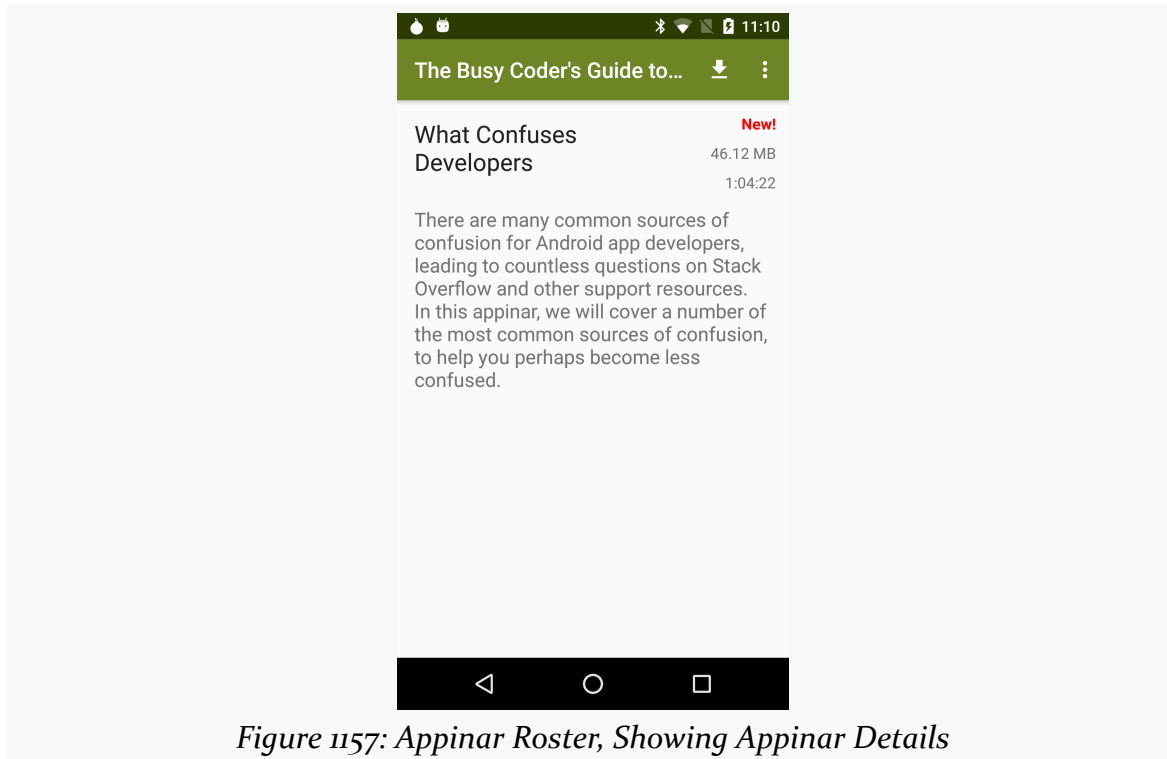 11:10
The Busy Coder's Guide to...
What Confuses
Developers
New!
46.12 MB
1:04:22
There are many common sources of
confusion for Android app developers,
leading to countless questions on Stack
Overflow and other support resources.
In this appinar, we will cover a number of
the most common sources of confusion,
to help you perhaps become less
confused.
Figure 1157: Appinar Roster, Showing Appinar Details